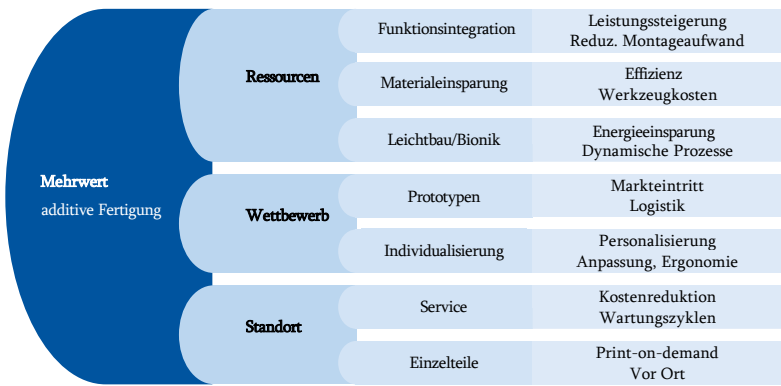 Mehrwert
additive Fertigung
Ressourcen
Funktionsintegration
Leistungssteigerung
Reduz. Montageaufwand
Materialeinsparung
Effizienz
Werkzeugkosten
Leichtbau/Bionik
Energieeinsparung
Dynamische Prozesse
Wettbewerb
Prototypen
Markteintritt
Logistik
Individualisierung
Personalisierung
Anpassung, Ergonomie
Standort
Service
Kostenreduktion
Wartungszyklen
Einzelteile
Print-on-demand
Vor Ort